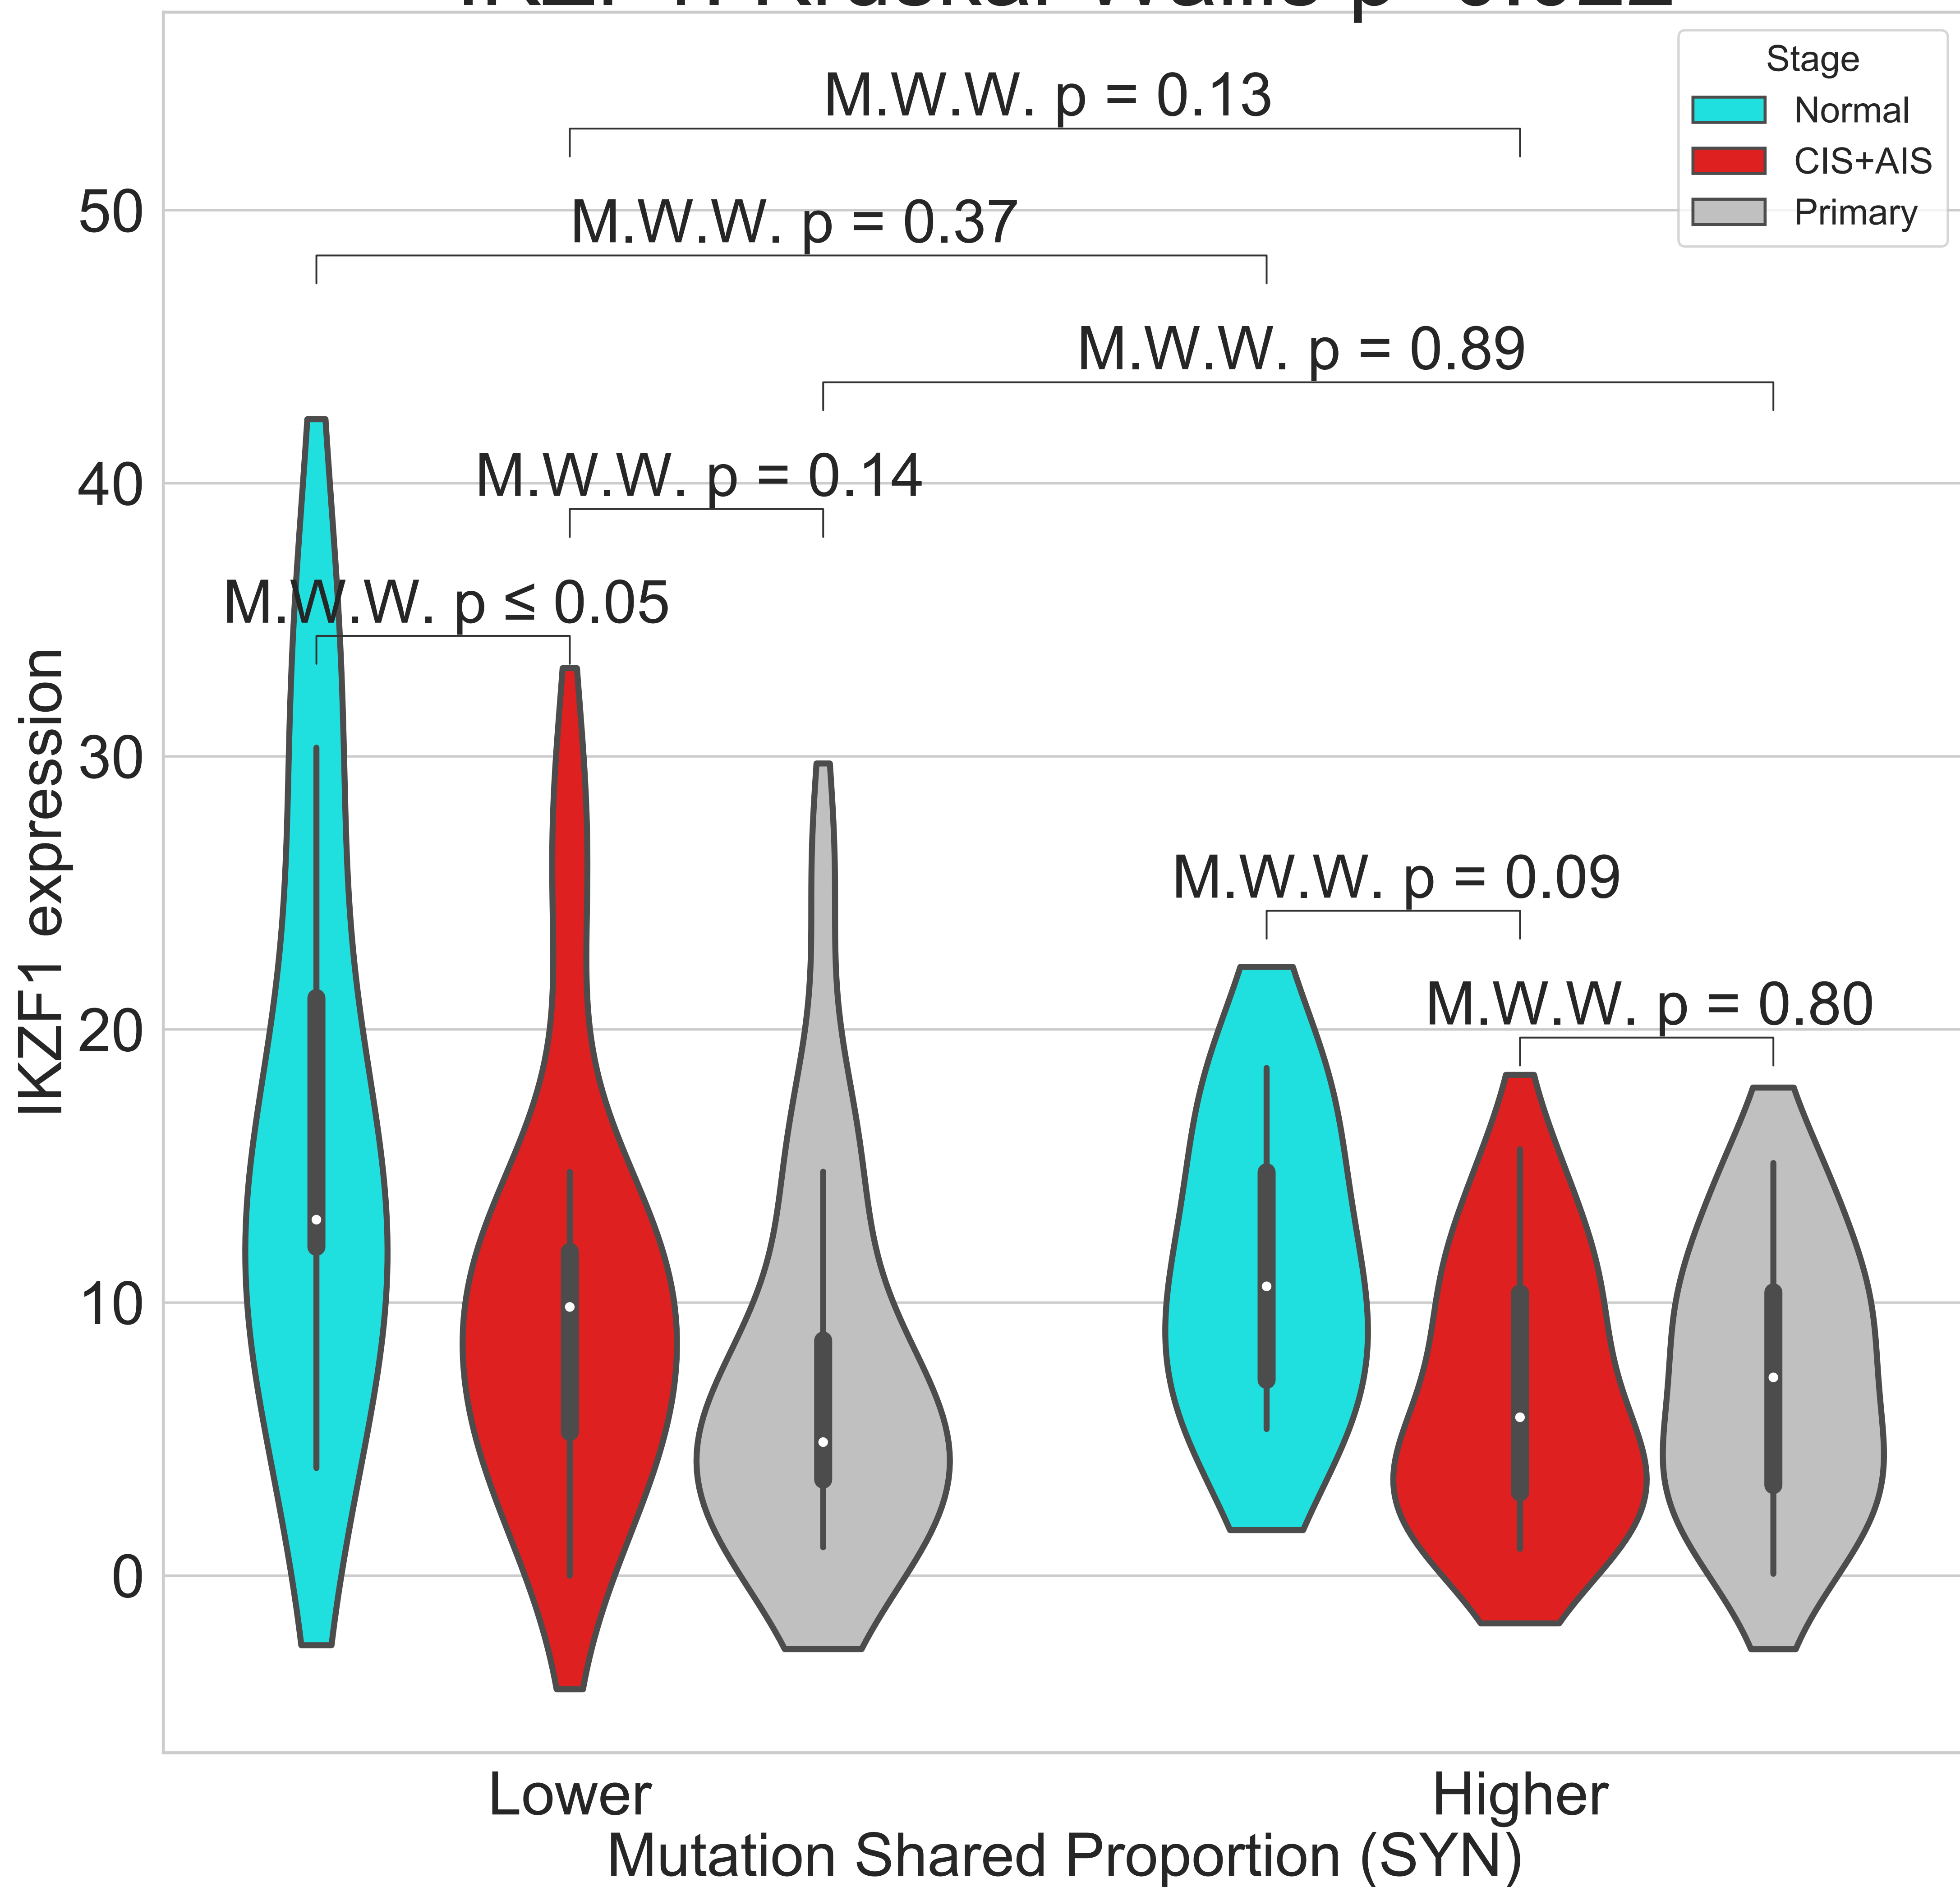 Stage
Normal
CIS+AIS
Primary
M.W.W. p = 0.13
M.W.W. p = 0.37
M.W.W. p = 0.89
M.W.W. p = 0.14
M.W.W. p ≤ 0.05
M.W.W. p = 0.09
M.W.W. p = 0.80
50
40
30
20
10
0
IKZF1 expression
Lower
Higher
Mutation Shared Proportion (SYN)